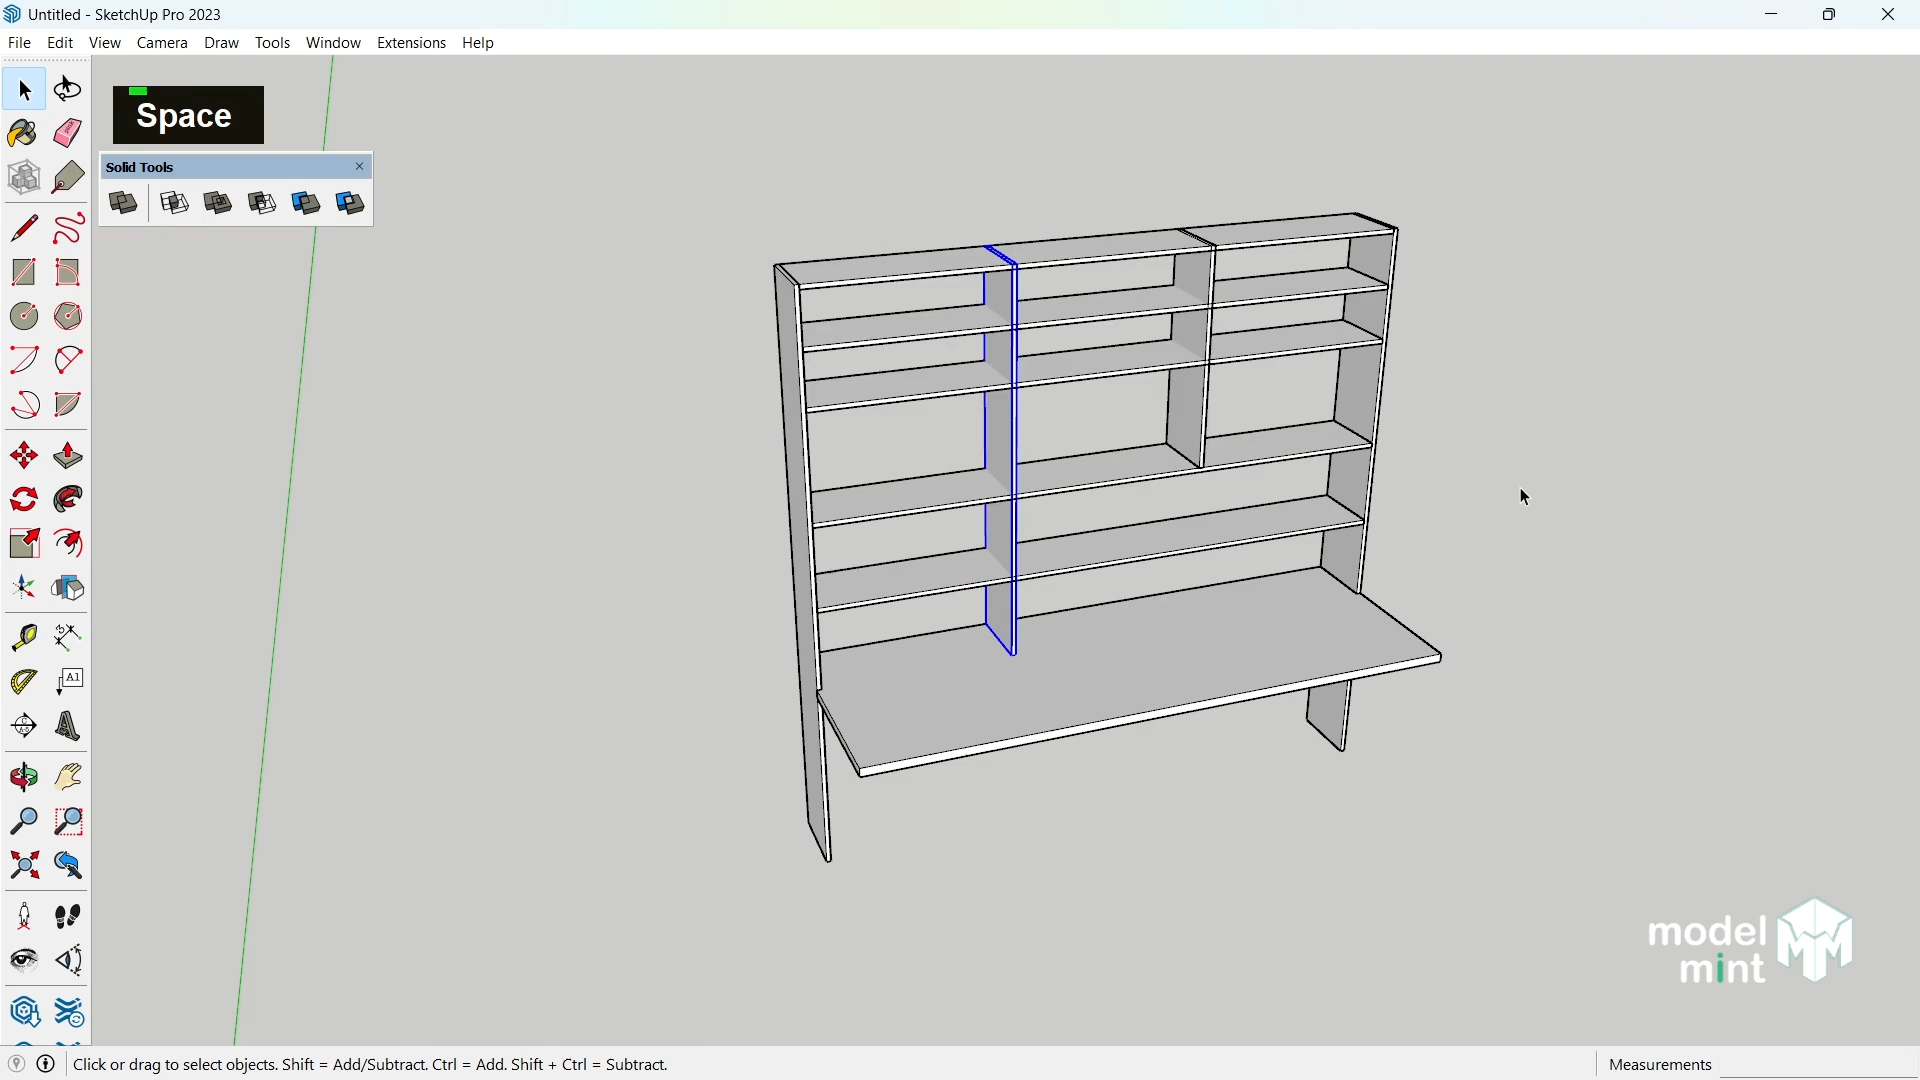 Untitled - SketchUp Pro 2023
File Edit View Camera Draw Tools Window Extensions Help
Space
Solid Tools
A1
model
mint
Click or drag to select objects. Shift = Add/Subtract. Ctrl = Add. Shift + Ctrl = Subtract.
Measurements